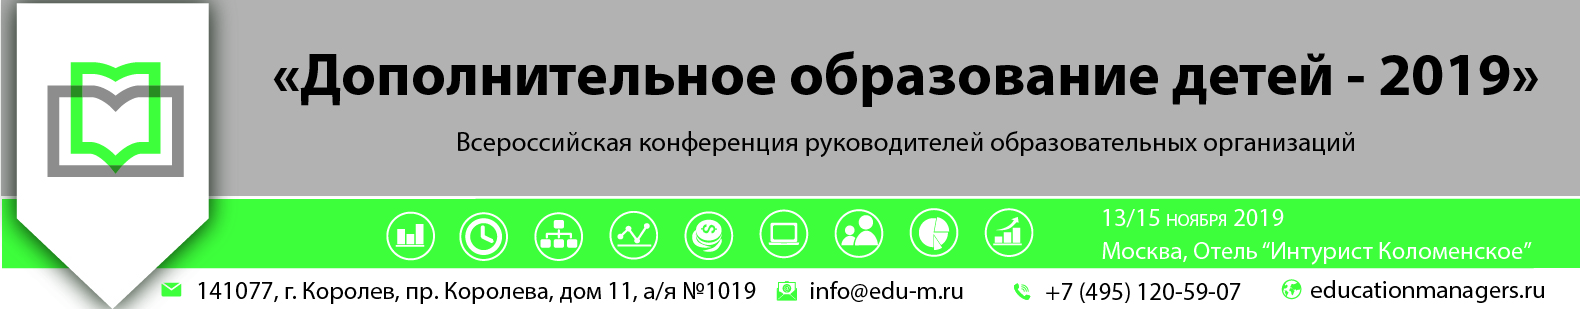 «Дополнительное образование детей - 2019»
Всероссийская конференция руководителей образовательных организаций
13/15 НОЯБРЯ 2019
Москва, Отель “Интурист Коломенское”
141077, г. Королев, пр. Королева, дом 11, а/я №1019 info@edu-m.ru +7 (495) 120-59-07 educationmanagers.ru